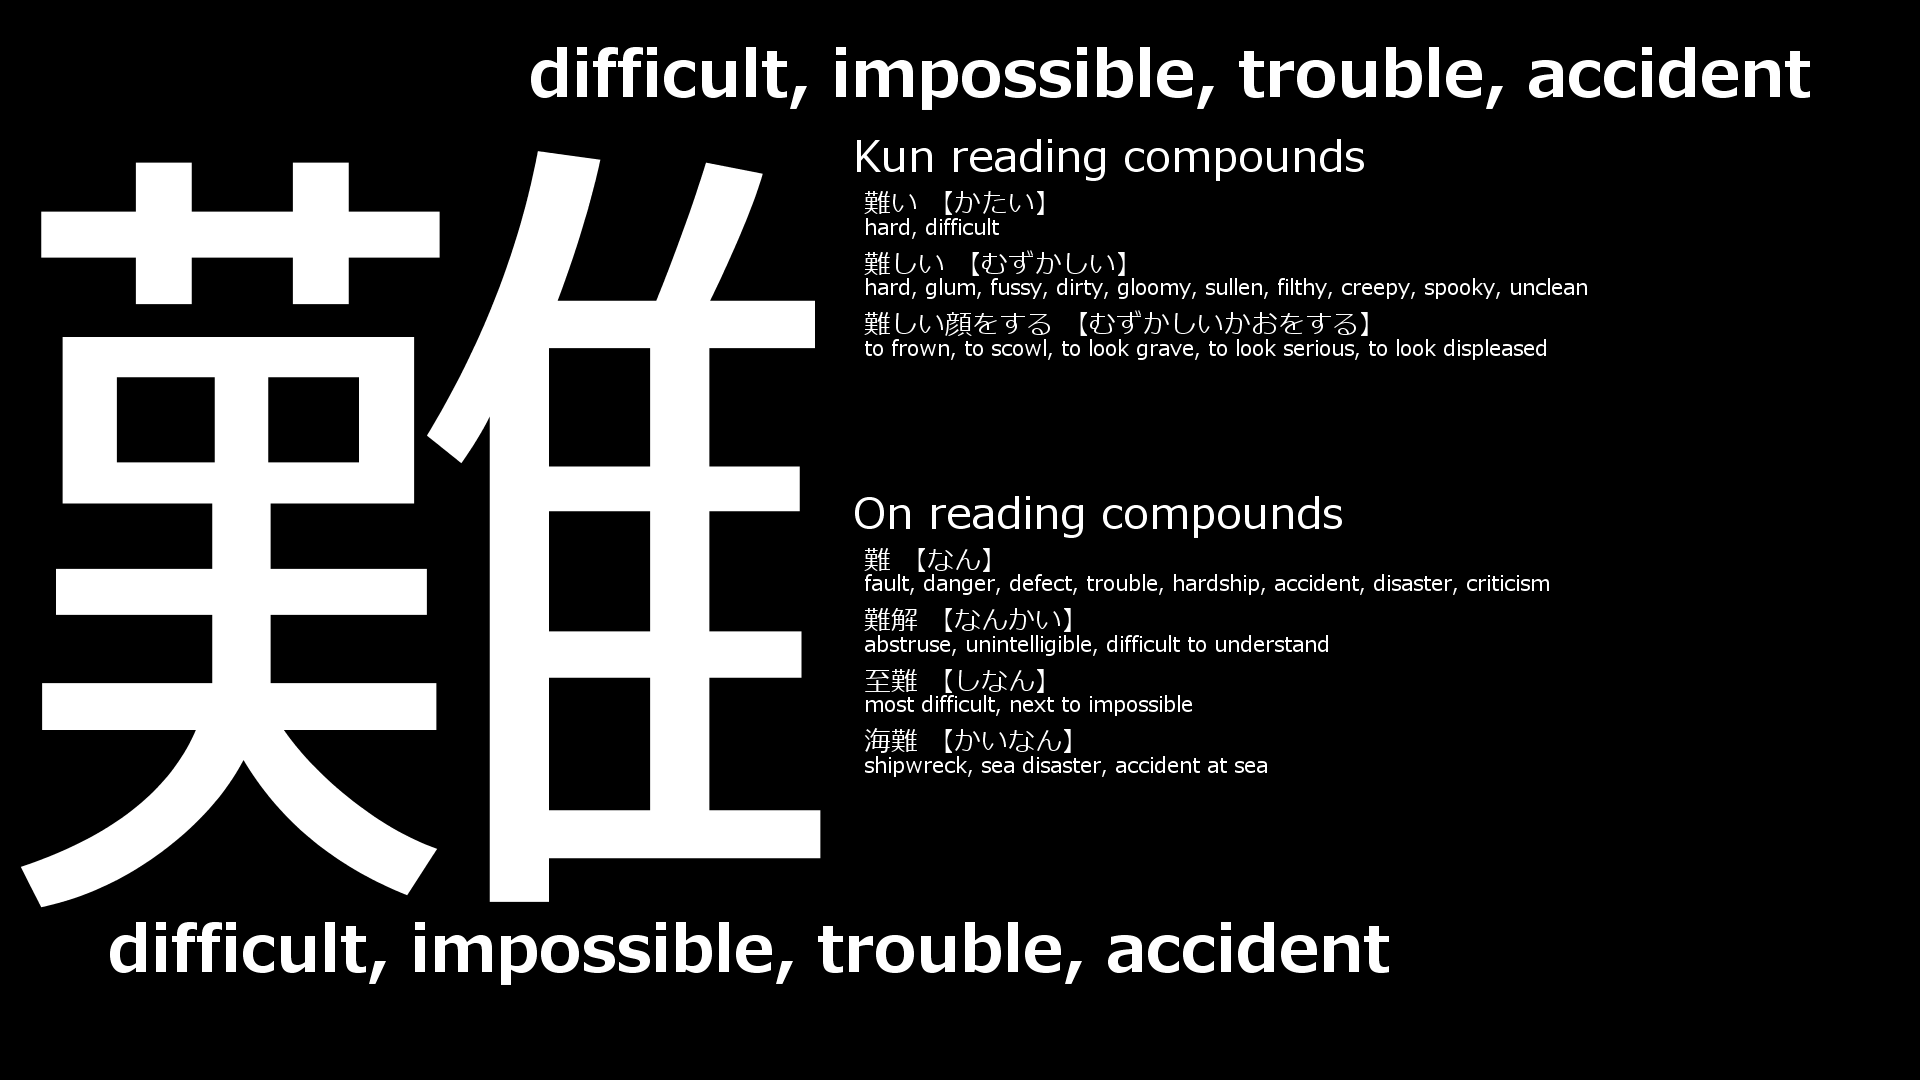 difficult, impossible, trouble, accident
難
Kun reading compounds
難い 【かたい】
hard, difficult
難しい 【むずかしい】
hard, glum, fussy, dirty, gloomy, sullen, filthy, creepy, spooky, unclean
難しい顔をする 【むずかしいかおをする】
to frown, to scowl, to look grave, to look serious, to look displeased
On reading compounds
難 【なん】
fault, danger, defect, trouble, hardship, accident, disaster, criticism
難解 【なんかい】
abstruse, unintelligible, difficult to understand
至難 【しなん】
most difficult, next to impossible
海難 【かいなん】
shipwreck, sea disaster, accident at sea
difficult, impossible, trouble, accident